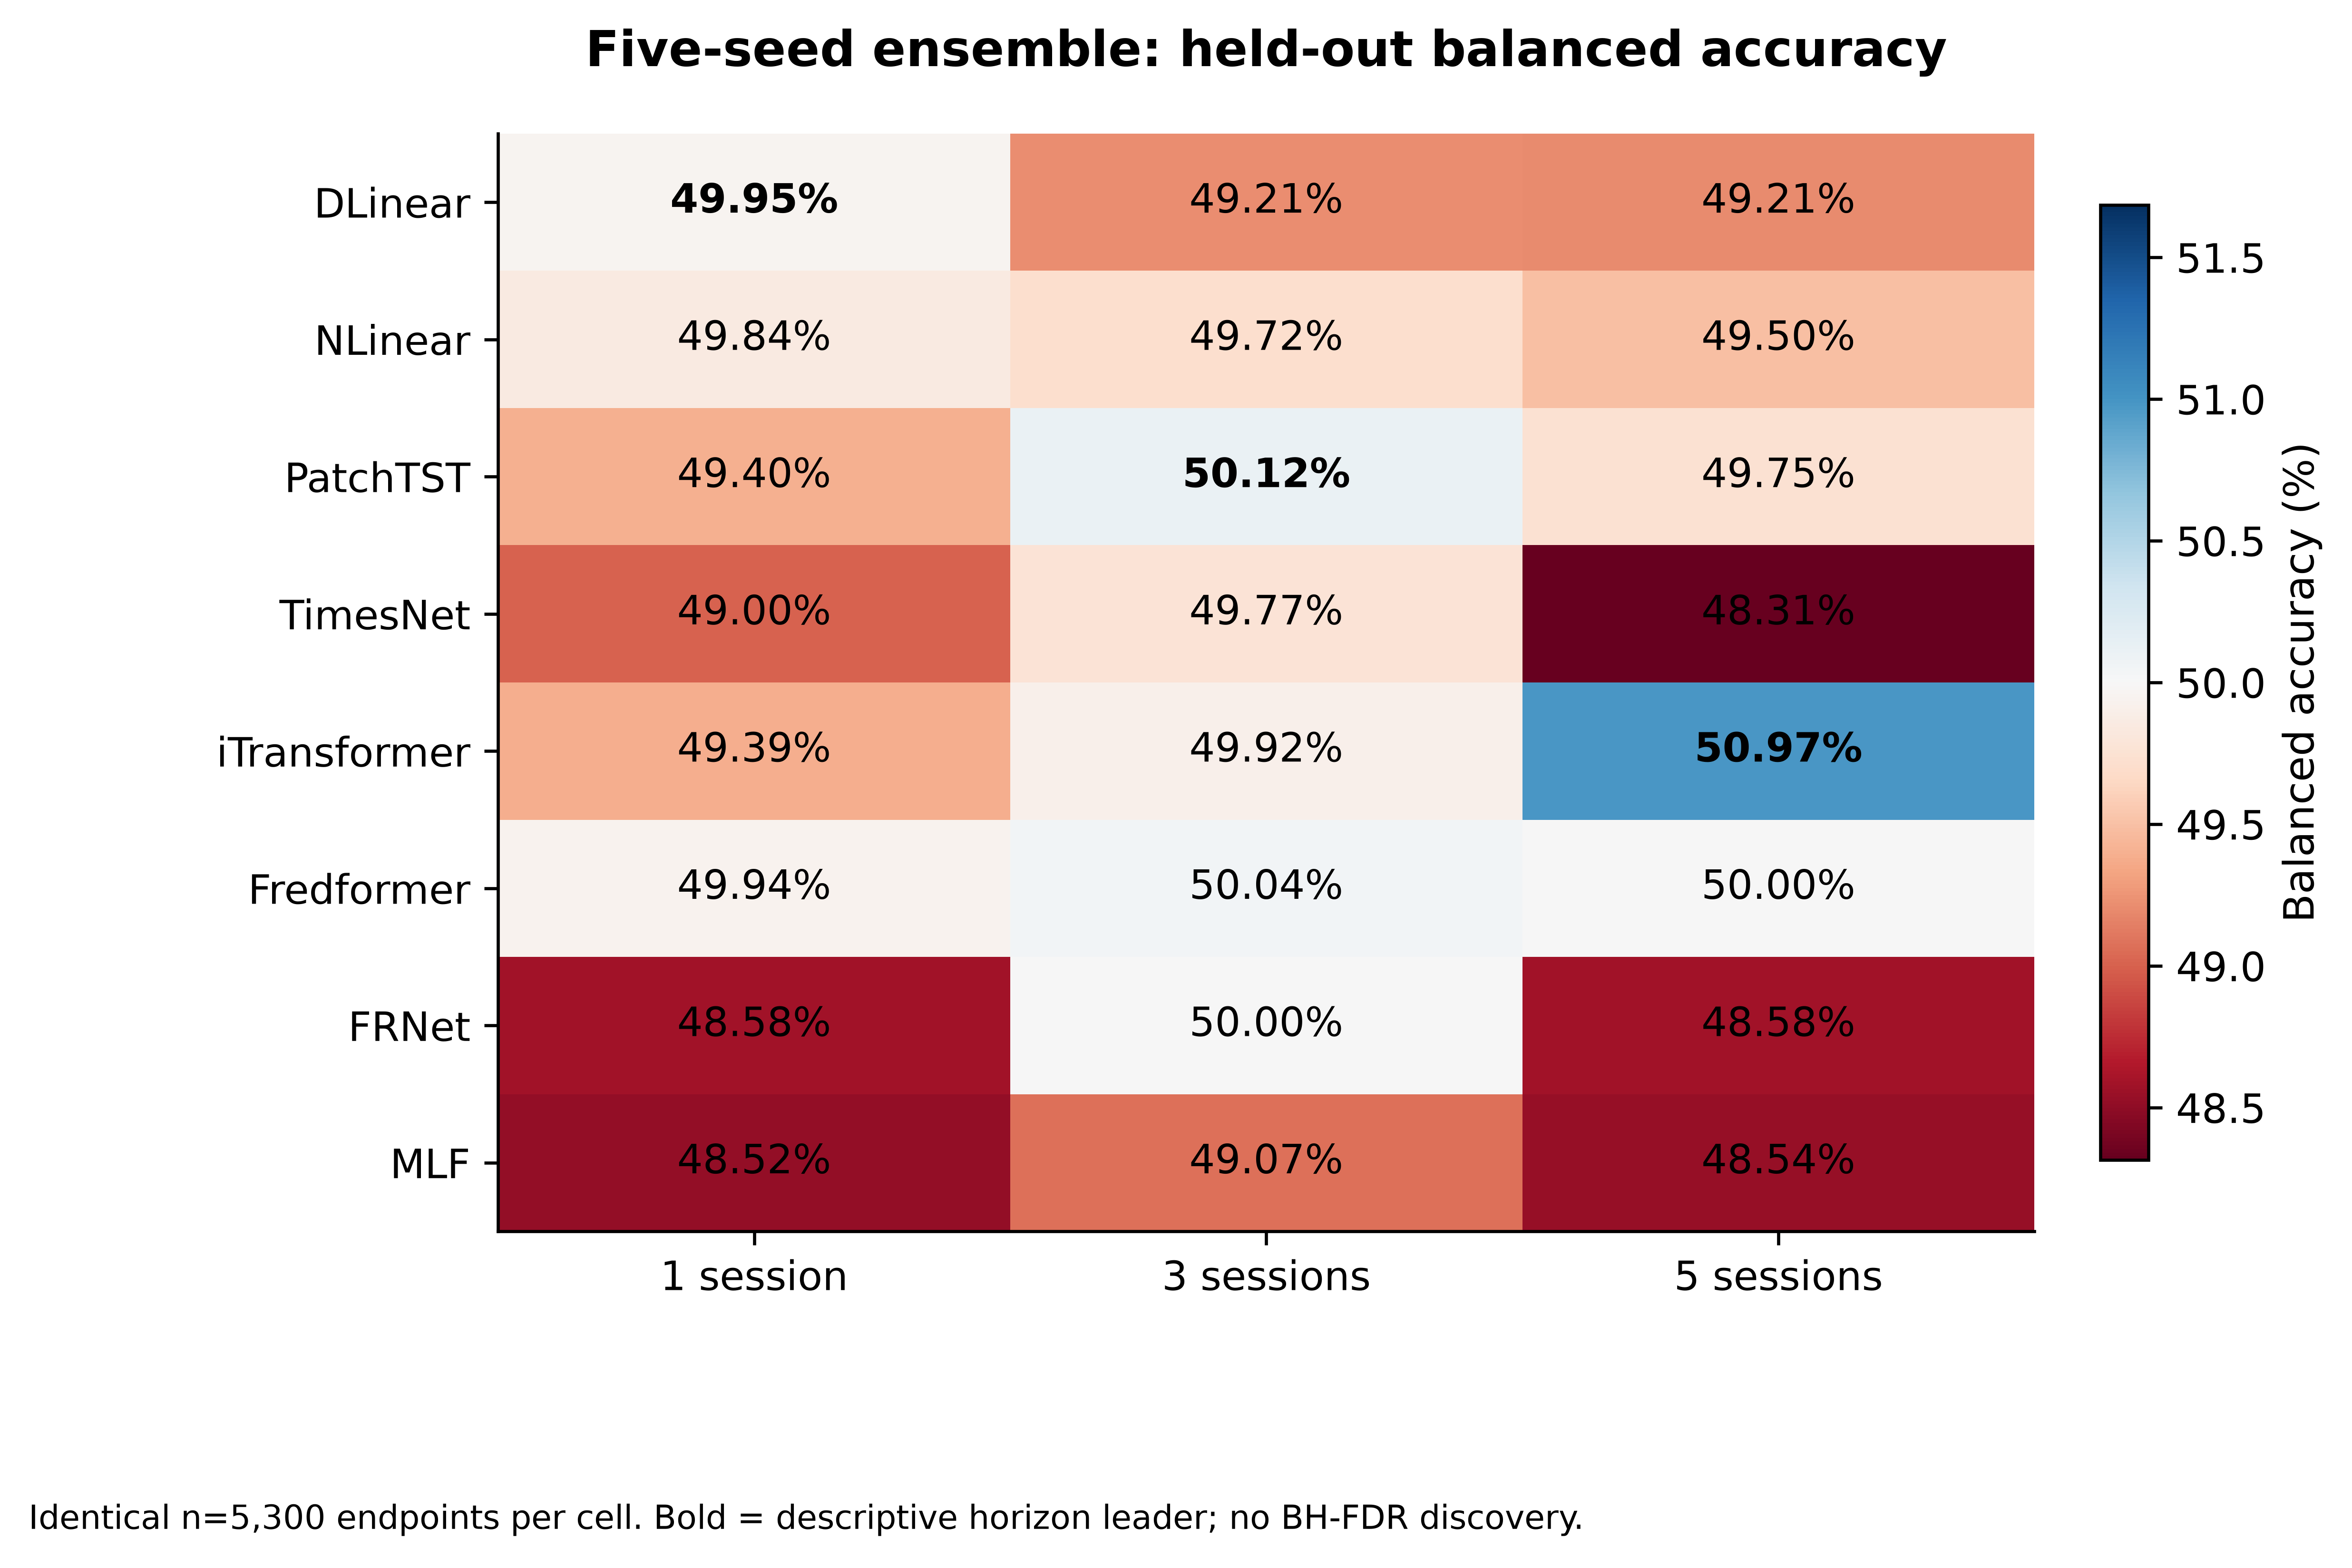 Five-seed ensemble: held-out balanced accuracy
DLinear 49.95% 49.21% 49.21%
NLinear 49.84% 49.72% 49.50%
PatchTST 49.40% 50.12% 49.75%
TimesNet 49.00% 49.77% 48.31%
iTransformer 49.39% 49.92% 50.97%
Fredformer 49.94% 50.04% 50.00%
FRNet 48.58% 50.00% 48.58%
MLF 48.52% 49.07% 48.54%
1 session 3 sessions 5 sessions
51.5
51.0
50.5
50.0
49.5
49.0
48.5
Balanced accuracy (%)
Identical n=5,300 endpoints per cell. Bold = descriptive horizon leader; no BH-FDR discovery.